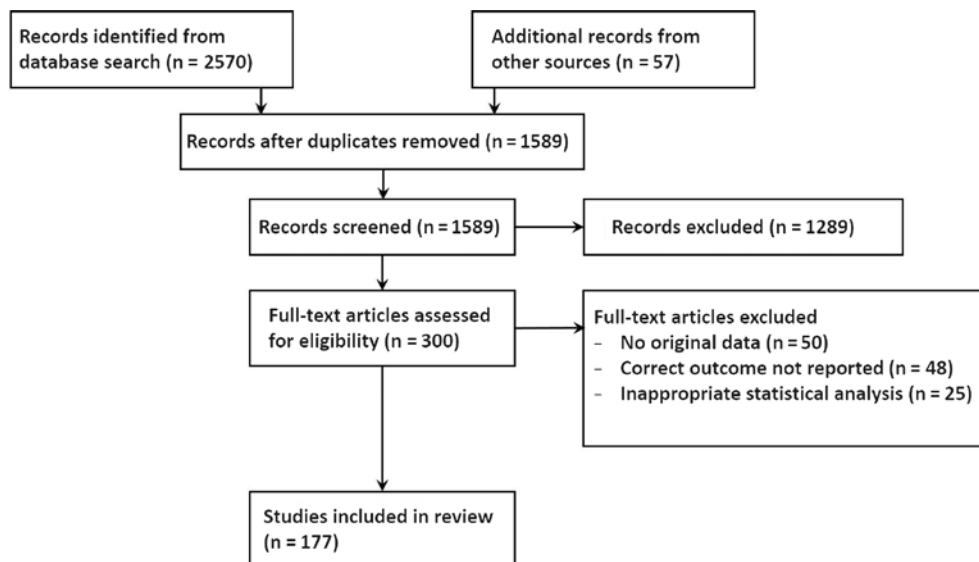 Records identified from
database search (n = 2570)
Additional records from
other sources (n = 57)
Records after duplicates removed (n = 1589)
Records screened (n = 1589)
Records excluded (n = 1289)
Full-text articles assessed
for eligibility (n = 300)
Full-text articles excluded
- No original data (n = 50)
- Correct outcome not reported (n = 48)
- Inappropriate statistical analysis (n = 25)
Studies included in review
(n = 177)